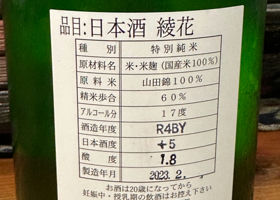 品目:日本酒 綾花
種別 特別純米
原材料名 米・米麹(国産米100%)
原料米 山田錦100%
精米歩合 60%
アルコール分 17度
酒造年度 R4BY
日本酒度 +5
酸度 1.8
製造年月 2023.2.
お酒は20歳になってから
妊娠中・授乳期の飲酒はお控え下さい